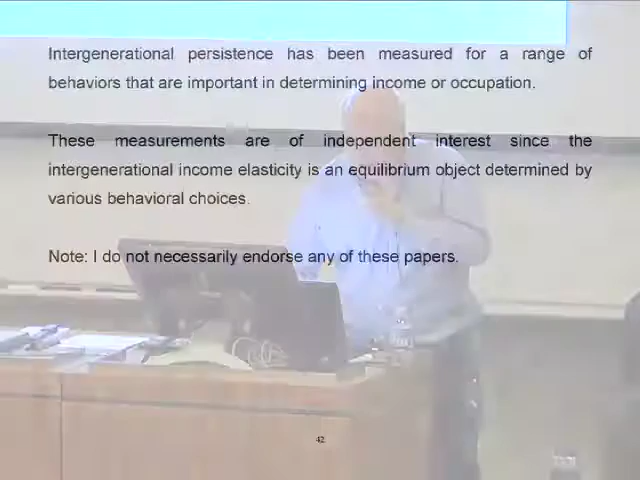 Intergenerational persistence has been measured for a range of
behaviors that are important in determining income or occupation.
These measurements are of independent interest since the
intergenerational income elasticity is an equilibrium object determined by
various behavioral choices.
Note: I do not necessarily endorse any of these papers.
42